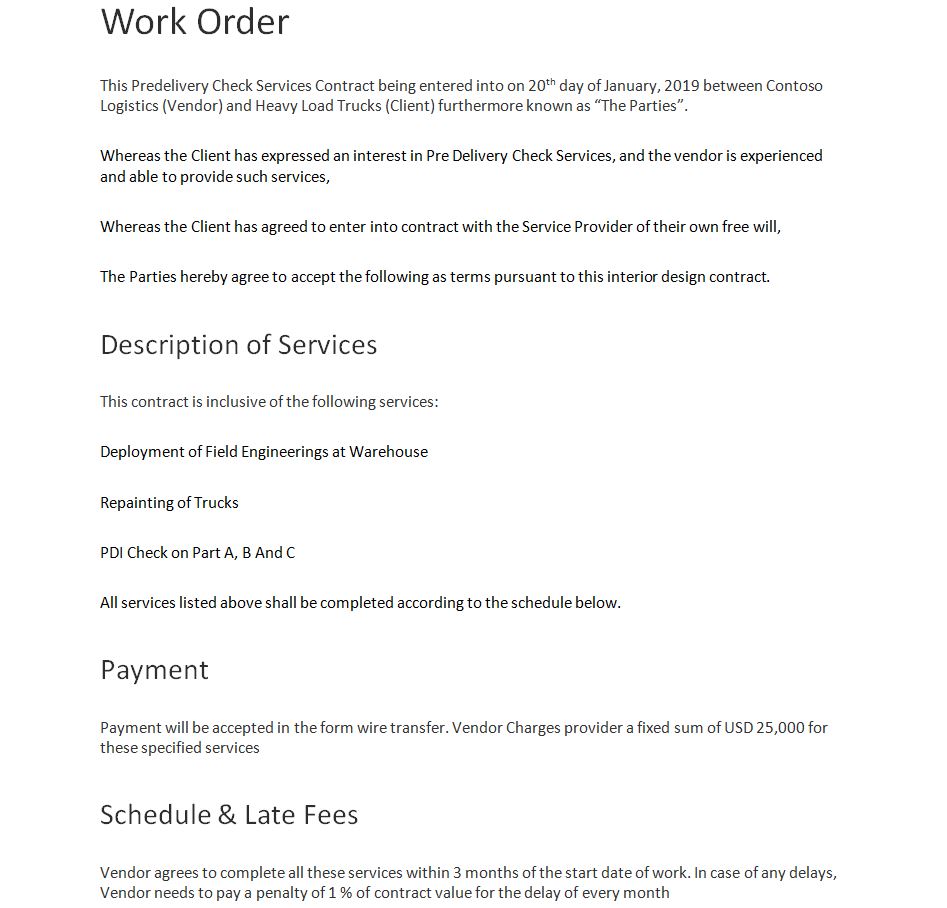 Work Order
This Predelivery Check Services Contract being entered into on 20th day of January, 2019 between Contoso
Logistics (Vendor) and Heavy Load Trucks (Client) furthermore known as “The Parties”.
Whereas the Client has expressed an interest in Pre Delivery Check Services, and the vendor is experienced
and able to provide such services,
Whereas the Client has agreed to enter into contract with the Service Provider of their own free will,
The Parties hereby agree to accept the following as terms pursuant to this interior design contract.
Description of Services
This contract is inclusive of the following services:
Deployment of Field Engineerings at Warehouse
Repainting of Trucks
PDI Check on Part A, B And C
All services listed above shall be completed according to the schedule below.
Payment
Payment will be accepted in the form wire transfer. Vendor Charges provider a fixed sum of USD 25,000 for
these specified services
Schedule & Late Fees
Vendor agrees to complete all these services within 3 months of the start date of work. In case of any delays,
Vendor needs to pay a penalty of 1 % of contract value for the delay of every month